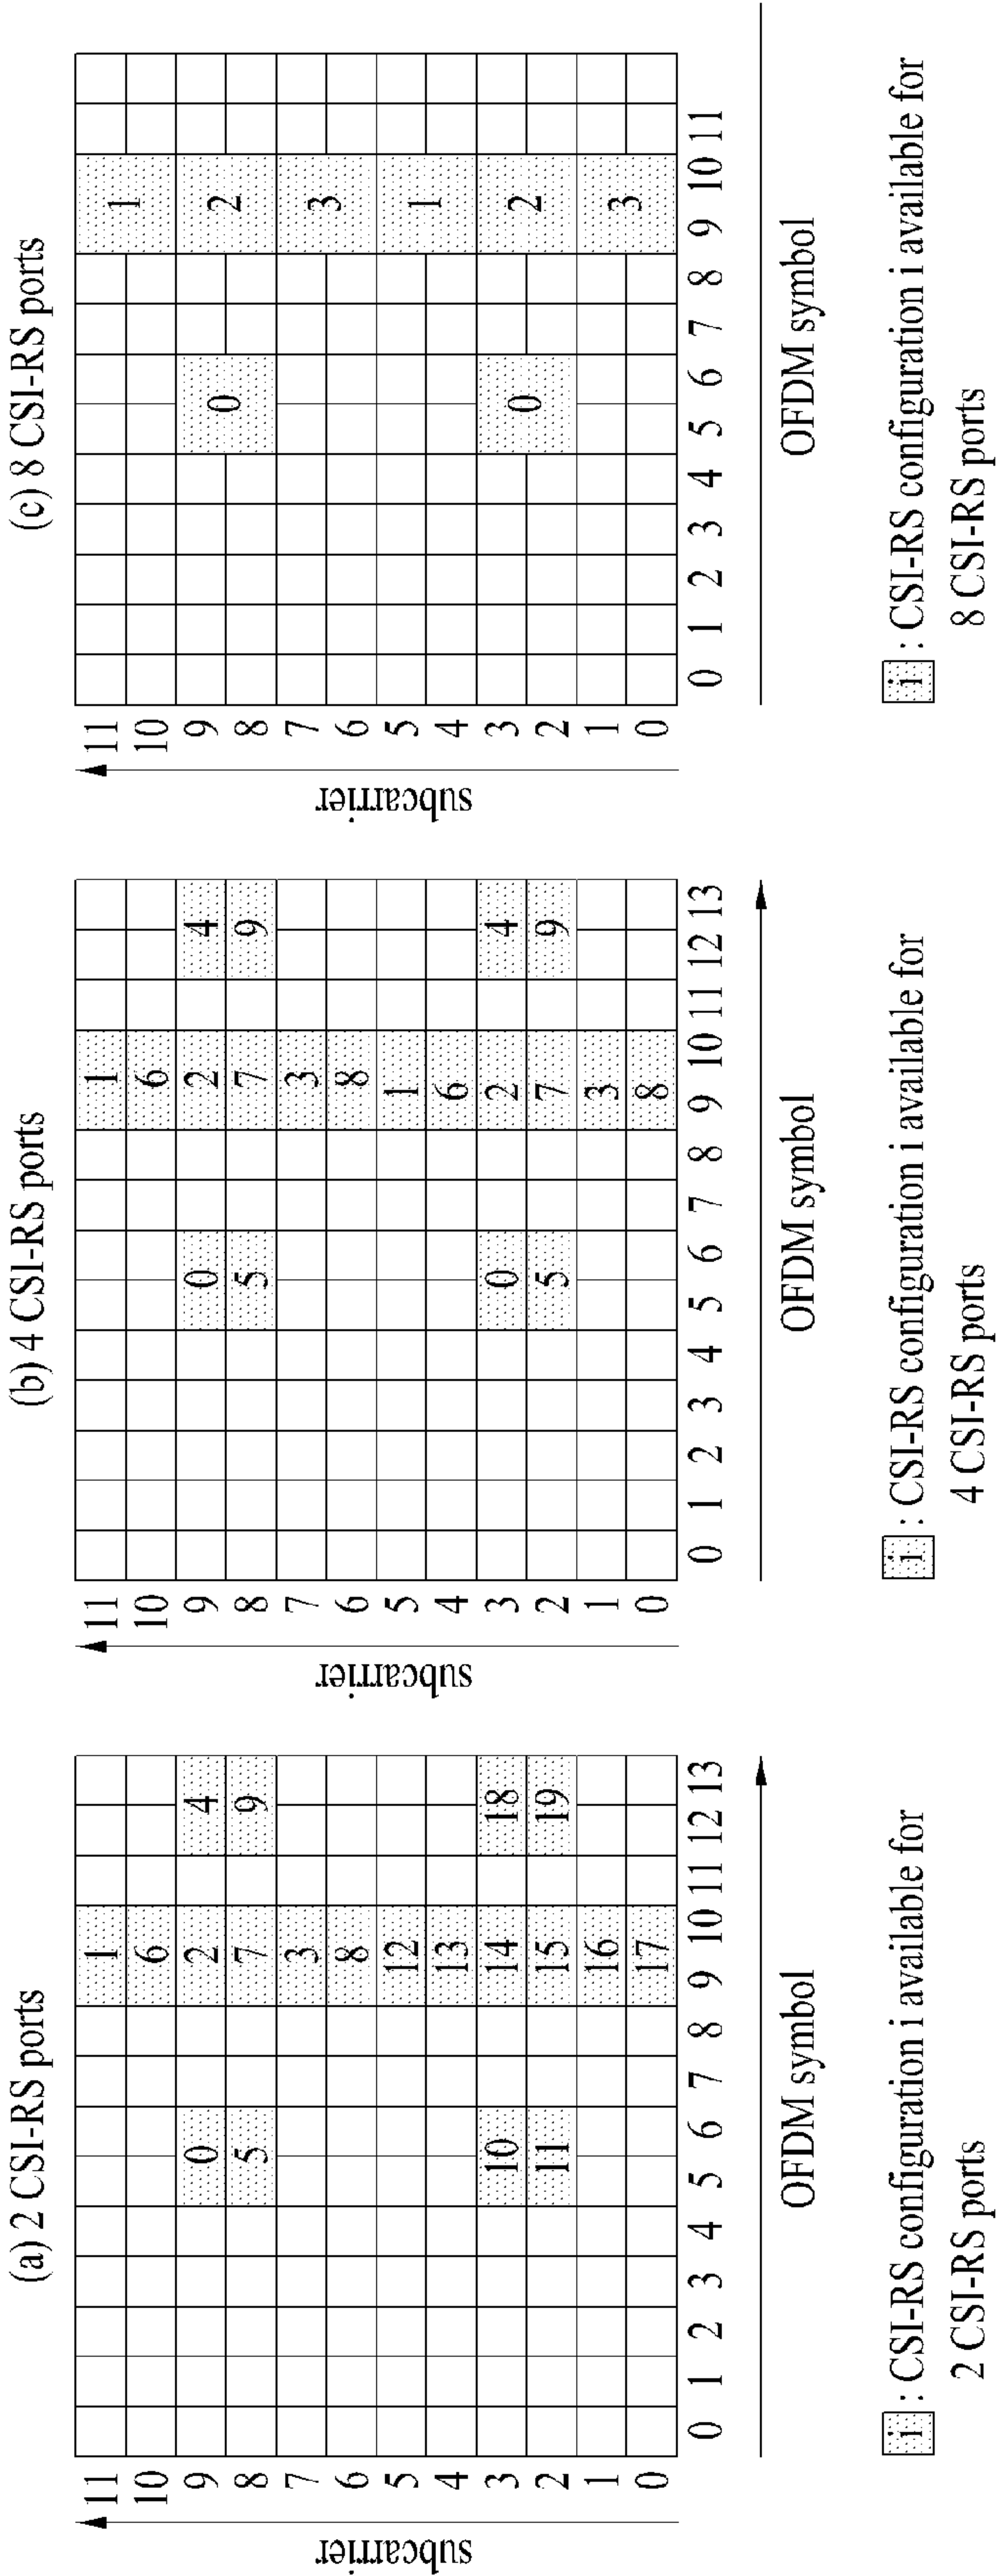 (a) 2 CSI-RS ports
subcarrier
11 1
10 6
9 0 2 4
8 5 7 9
7 3
6 8
5 12
4 13
3 10 14 18
2 11 15 19
1 16
0 17
0 1 2 3 4 5 6 7 8 9 10 11 12 13
OFDM symbol
i : CSI-RS configuration i available for
2 CSI-RS ports
(b) 4 CSI-RS ports
subcarrier
11 1
10 6
9 0 2 4
8 5 7 9
7 3
6 8
5 1
4 6
3 0 2 4
2 5 7 9
1 3
0 8
0 1 2 3 4 5 6 7 8 9 10 11 12 13
OFDM symbol
i : CSI-RS configuration i available for
4 CSI-RS ports
(c) 8 CSI-RS ports
subcarrier
11
1
10
9
0 2
8
7
3
6
5
1
4
3
0 2
2
1
3
0
0 1 2 3 4 5 6 7 8 9 10 11
OFDM symbol
i : CSI-RS configuration i available for
8 CSI-RS ports